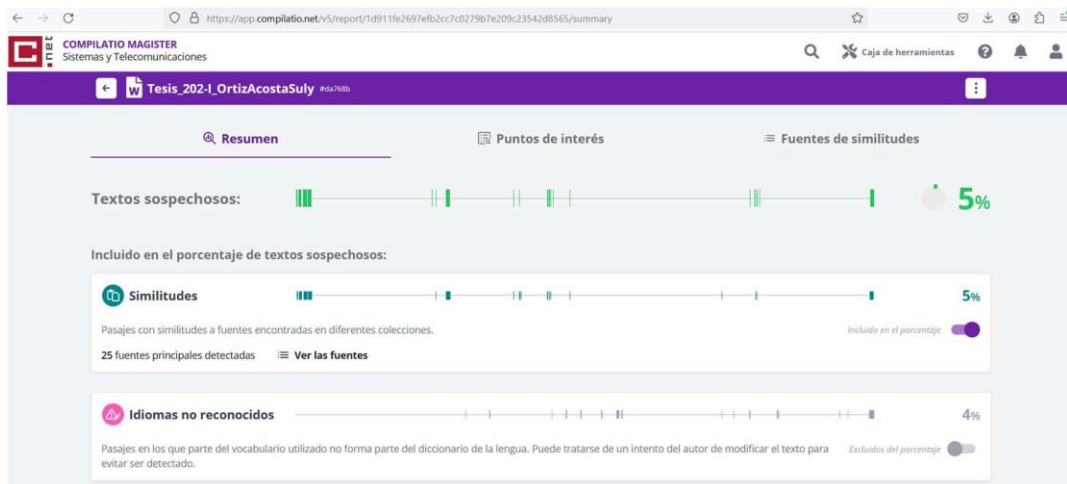 https://app.compilatio.net/v5/report/1d911fe2697efb2cc7c0279b7e209c23542d8565/summary
.net
COMPILATIO MAGISTER
Sistemas y Telecomunicaciones
Caja de herramientas
W Tesis_202-I_OrtizAcostaSuly #da768b
Resumen
Puntos de interés
Fuentes de similitudes
Textos sospechosos:
5%
Incluido en el porcentaje de textos sospechosos:
Similitudes
5%
Pasajes con similitudes a fuentes encontradas en diferentes colecciones.
Incluido en el porcentaje
25 fuentes principales detectadas
Ver las fuentes
Idiomas no reconocidos
4%
Pasajes en los que parte del vocabulario utilizado no forma parte del diccionario de la lengua. Puede tratarse de un intento del autor de modificar el texto para
evitar ser detectado.
Excluidos del porcentaje